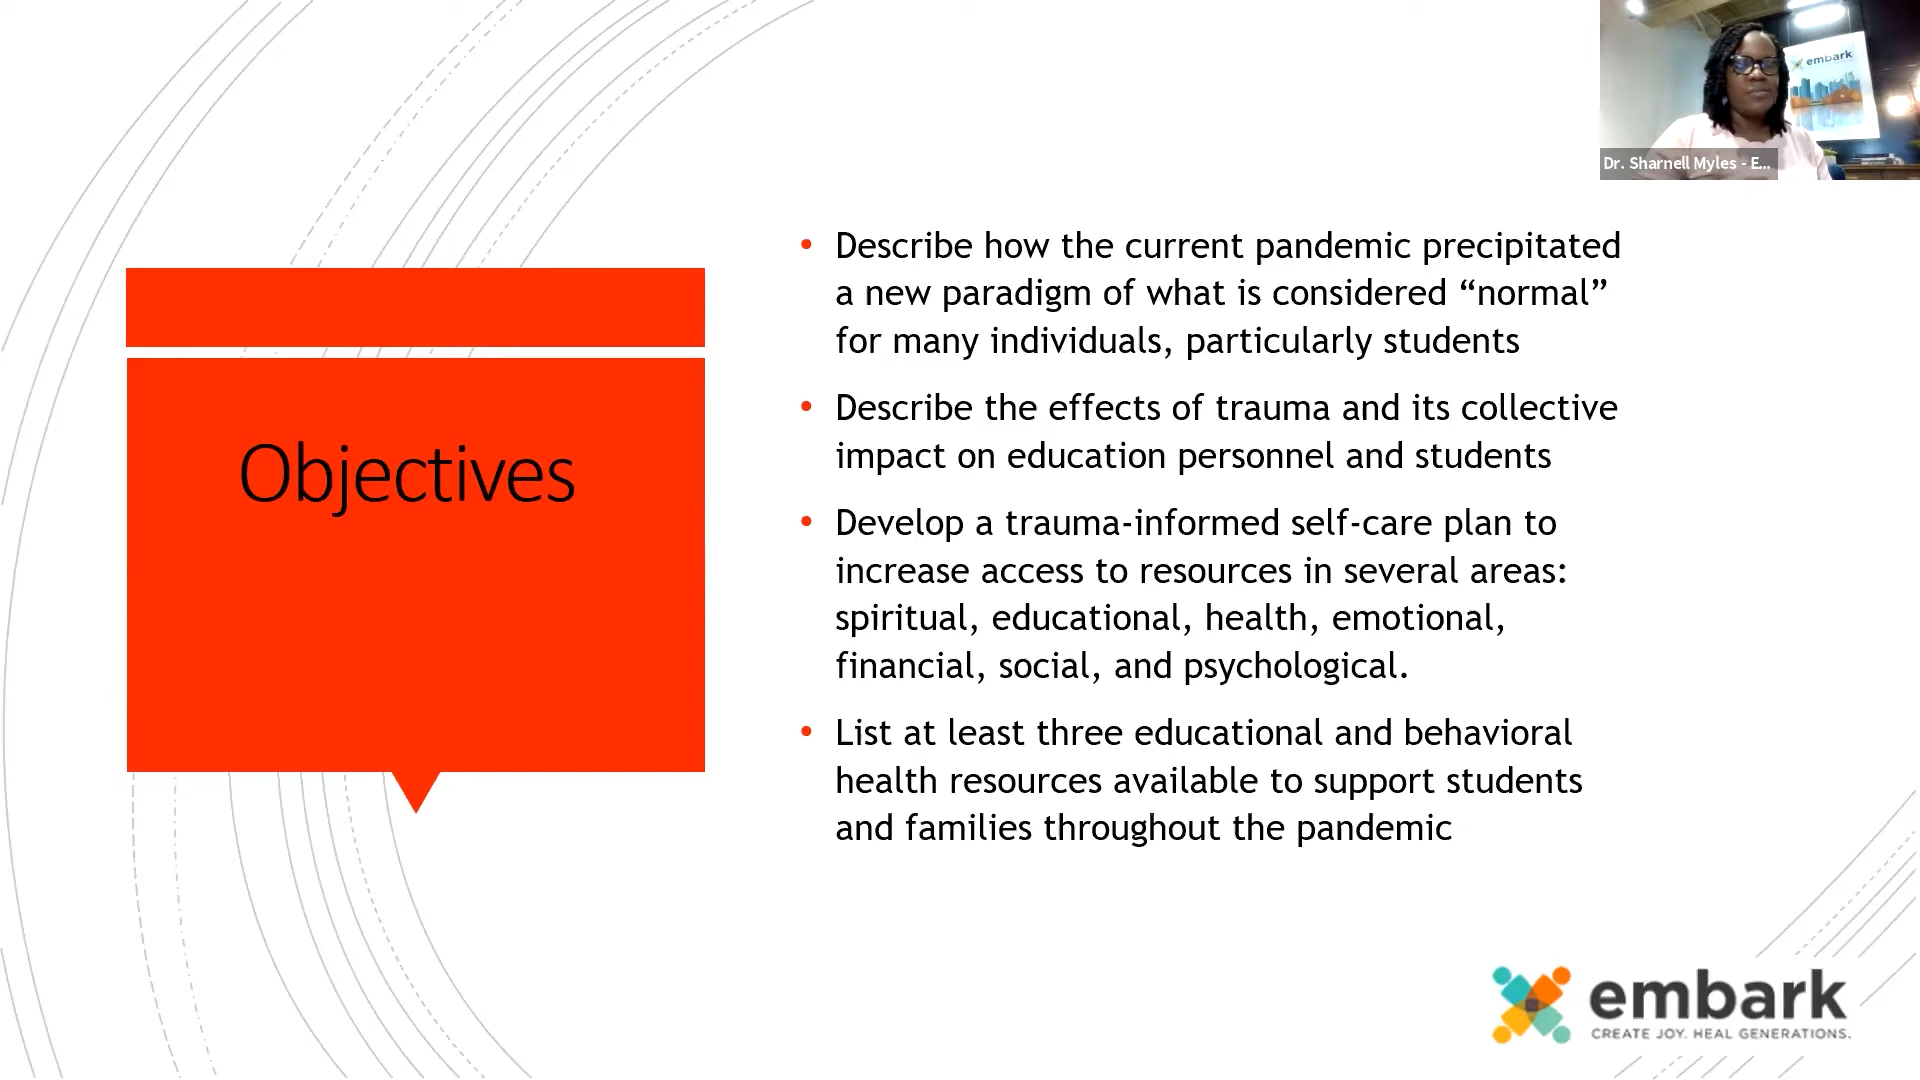 embark
Dr. Sharnell Myles - E...
Objectives
• Describe how the current pandemic precipitated
a new paradigm of what is considered “normal”
for many individuals, particularly students
• Describe the effects of trauma and its collective
impact on education personnel and students
• Develop a trauma-informed self-care plan to
increase access to resources in several areas:
spiritual, educational, health, emotional,
financial, social, and psychological.
• List at least three educational and behavioral
health resources available to support students
and families throughout the pandemic
embark
CREATE JOY. HEAL GENERATIONS.